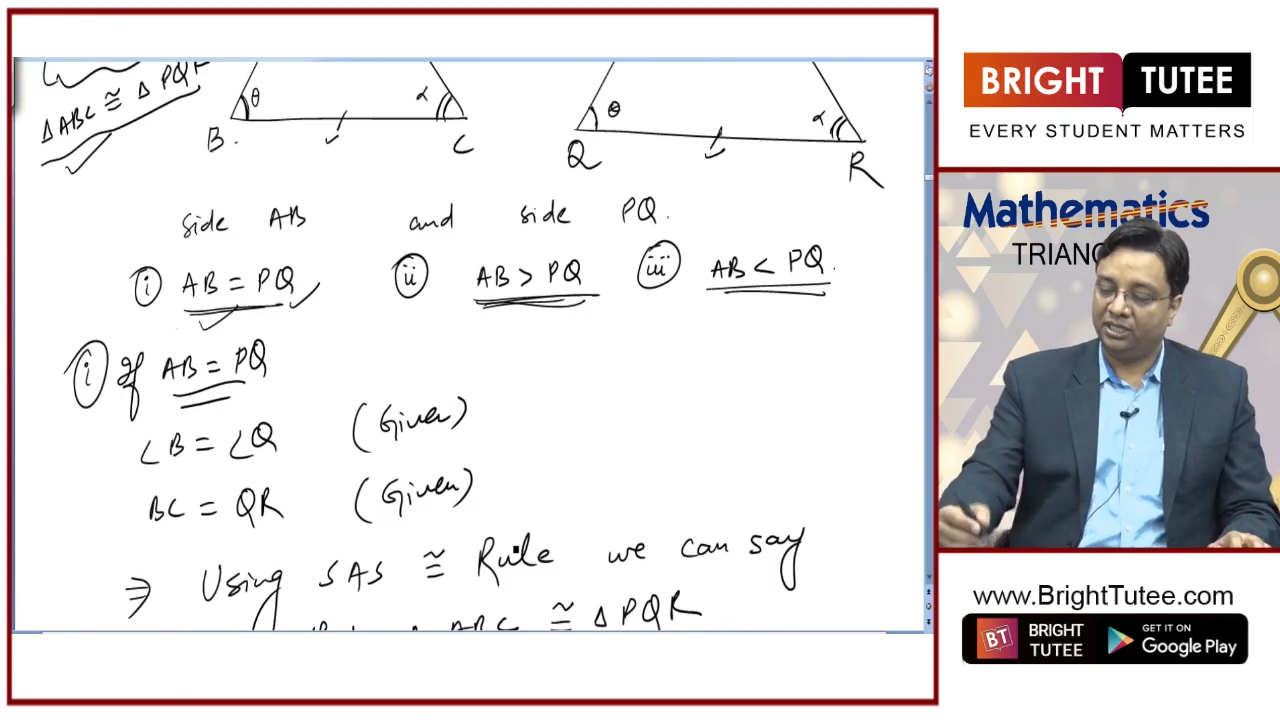 ΔABC ≅ ΔPQR
θ α
θ α
B. C
Q R
side AB and side PQ.
(i) AB = PQ (ii) AB > PQ (iii) AB < PQ.
(i) If AB = PQ
∠B = ∠Q (Given)
BC = QR (Given)
⇒ Using SAS ≅ Rule we can say
ΔABC ≅ ΔPQR
BRIGHT TUTEE
EVERY STUDENT MATTERS
Mathematics
TRIANG
www.BrightTutee.com
BT BRIGHT TUTEE
GET IT ON
Google Play